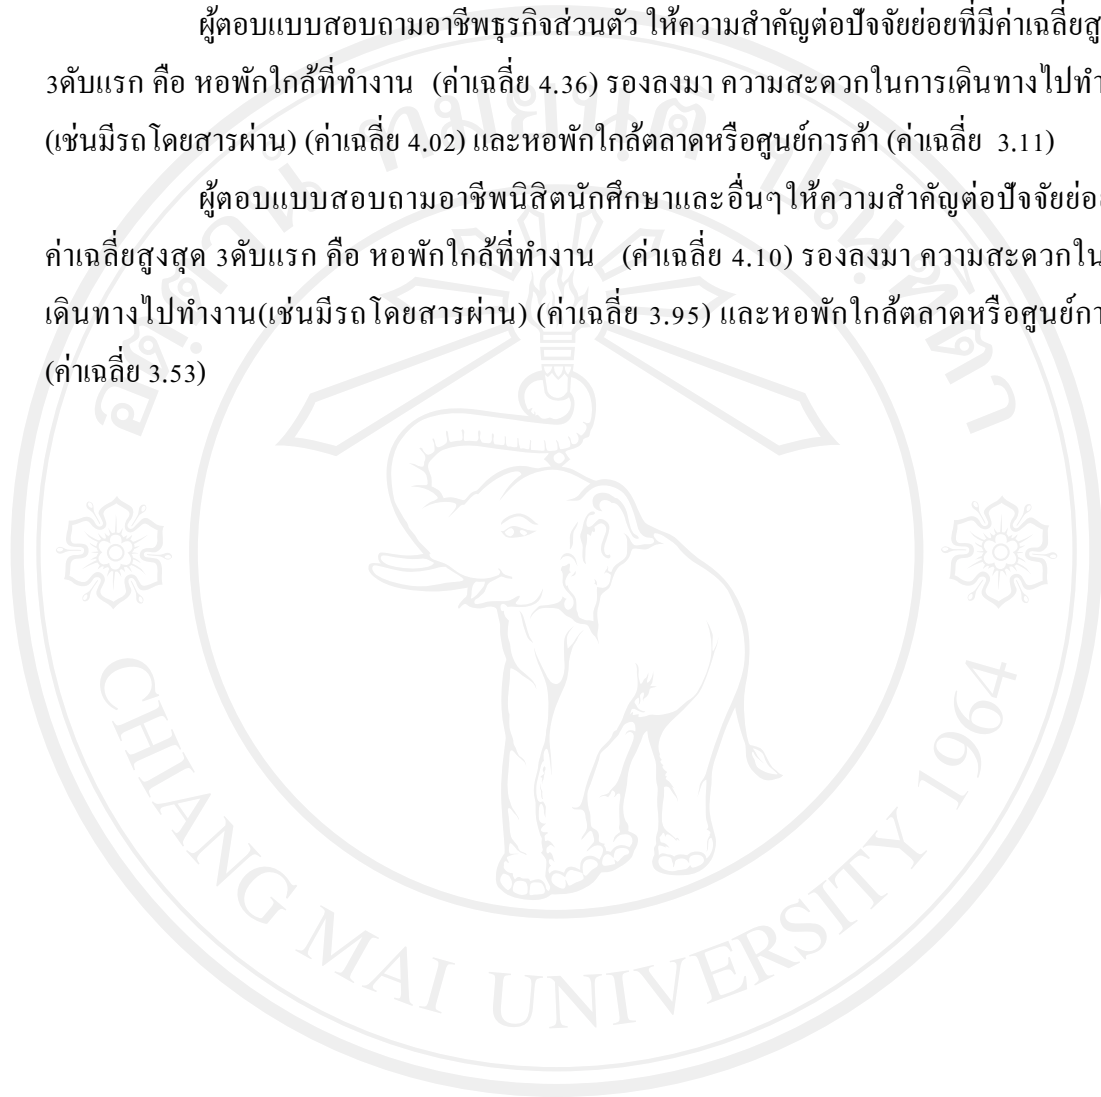 ผู้ตอบแบบสอบถามอาชีพธุรกิจส่วนตัว ให้ความสำคัญต่อปัจจัยย่อยที่มีค่าเฉลี่ยสู
3ดับแรก คือ หอพักใกล้ที่ทำงาน (ค่าเฉลี่ย 4.36) รองลงมา ความสะดวกในการเดินทางไปทำ
(เช่นมีรถโดยสารผ่าน) (ค่าเฉลี่ย 4.02) และหอพักใกล้ตลาดหรือศูนย์การค้า (ค่าเฉลี่ย 3.11)
ผู้ตอบแบบสอบถามอาชีพนิสิตนักศึกษาและอื่นๆให้ความสำคัญต่อปัจจัยย่อ
ค่าเฉลี่ยสูงสุด 3ดับแรก คือ หอพักใกล้ที่ทำงาน (ค่าเฉลี่ย 4.10) รองลงมา ความสะดวกใน
เดินทางไปทำงาน(เช่นมีรถโดยสารผ่าน) (ค่าเฉลี่ย 3.95) และหอพักใกล้ตลาดหรือศูนย์กา
(ค่าเฉลี่ย 3.53)
อตฺตานํ ทมยนฺติ ปณฺฑิตา
CHIANG MAI UNIVERSITY 1964